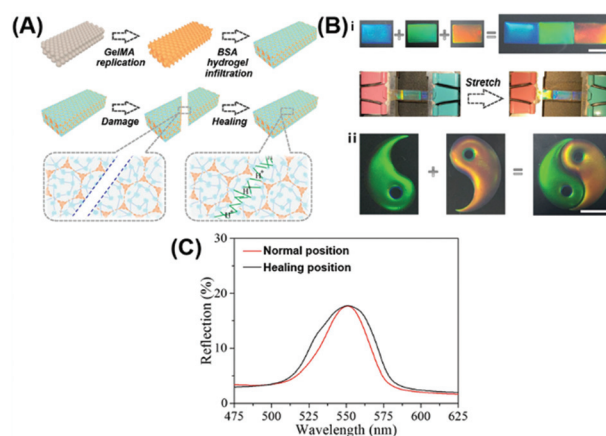 (A)
GelMA
replication
BSA
hydrogel
infiltration
Damage
Healing
(B)
i
+
+
=
Stretch
ii
+
=
(C)
30
20
10
0
Reflection (%)
Normal position
Healing position
475
500
525
550
575
600
625
Wavelength (nm)